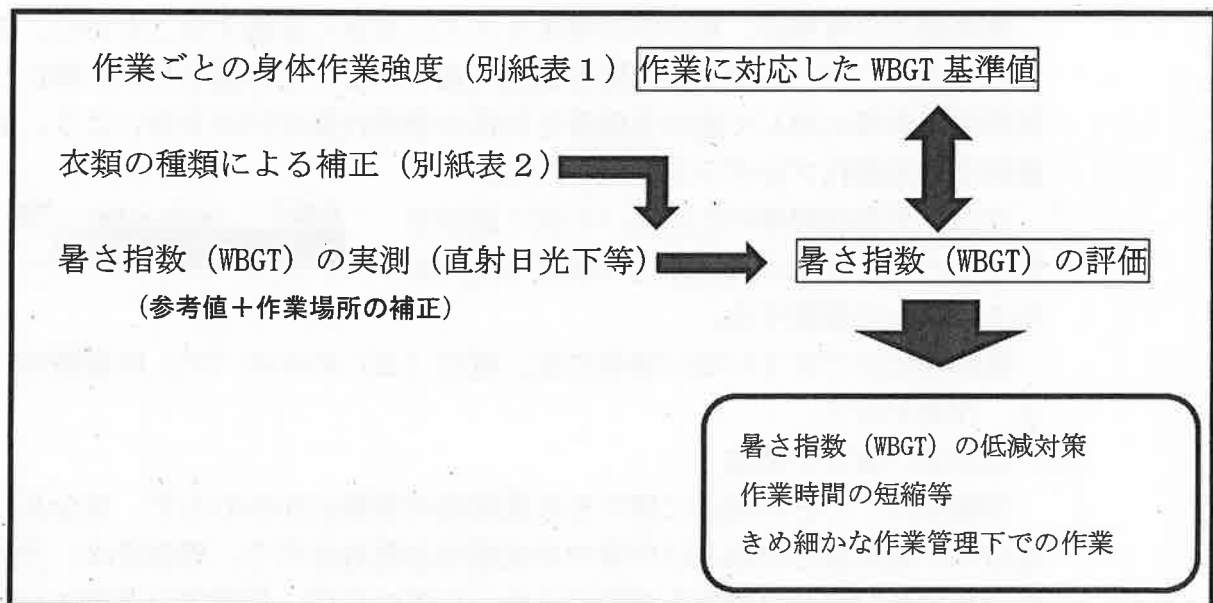 作業ごとの身体作業強度（別紙表１）作業に対応した WBGT 基準値
衣類の種類による補正（別紙表２）
暑さ指数（WBGT）の実測（直射日光下等） 暑さ指数（WBGT）の評価
（参考値＋作業場所の補正）
暑さ指数（WBGT）の低減対策
作業時間の短縮等
きめ細かな作業管理下での作業